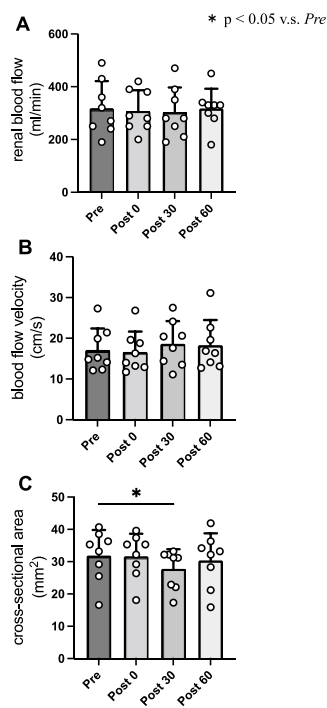 * p < 0.05 v.s. Pre
A
renal blood flow
(ml/min)
600
400
200
0
Pre
Post 0
Post 30
Post 60
B
blood flow velocity
(cm/s)
40
30
20
10
0
Pre
Post 0
Post 30
Post 60
C
cross-sectional area
(mm²)
50
40
30
20
10
0
*
Pre
Post 0
Post 30
Post 60